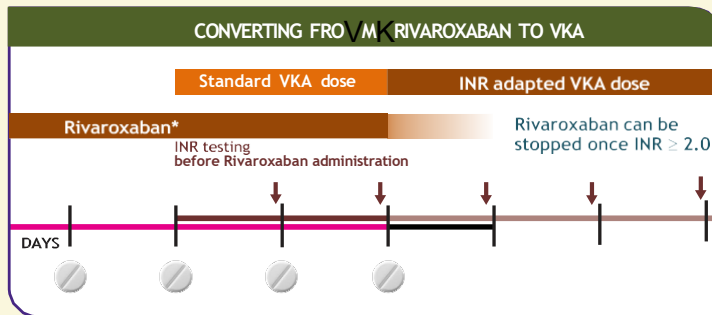 CONVERTING FROVMKRIVAROXABAN TO VKA
Standard VKA dose
INR adapted VKA dose
Rivaroxaban*
Rivaroxaban can be
stopped once INR ≥ 2.0
INR testing
before Rivaroxaban administration
DAYS